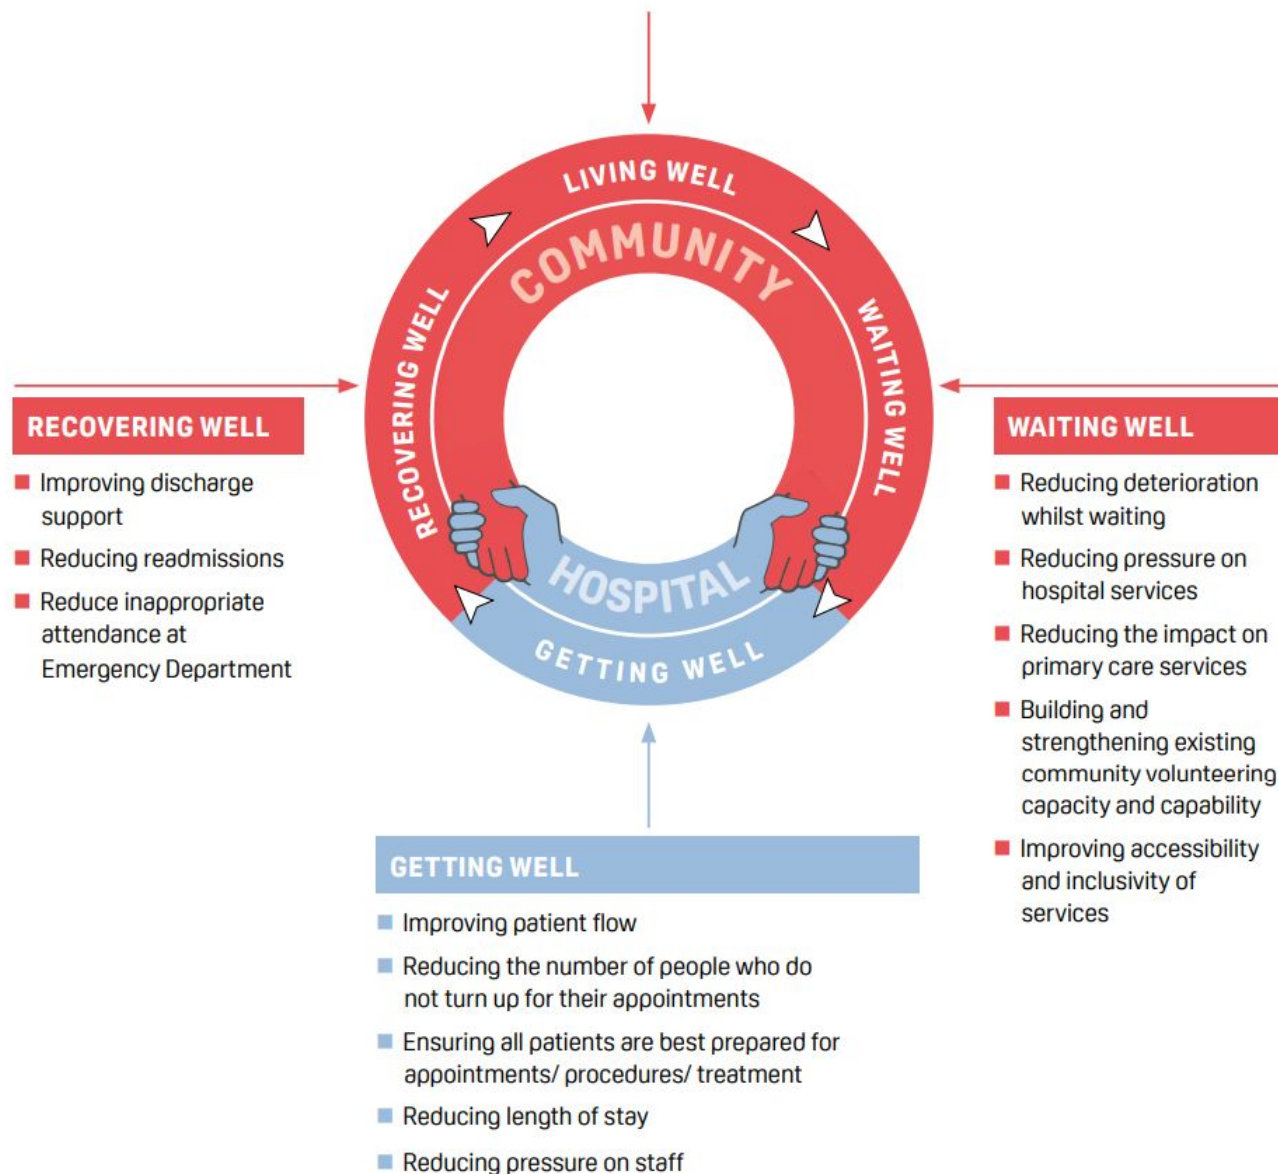 LIVING WELL
COMMUNITY
RECOVERING WELL
WAITING WELL
HOSPITAL
GETTING WELL
RECOVERING WELL
Improving discharge
support
Reducing readmissions
Reduce inappropriate
attendance at
Emergency Department
WAITING WELL
Reducing deterioration
whilst waiting
Reducing pressure on
hospital services
Reducing the impact on
primary care services
Building and
strengthening existing
community volunteering
capacity and capability
Improving accessibility
and inclusivity of
services
GETTING WELL
Improving patient flow
Reducing the number of people who do
not turn up for their appointments
Ensuring all patients are best prepared for
appointments/ procedures/ treatment
Reducing length of stay
Reducing pressure on staff